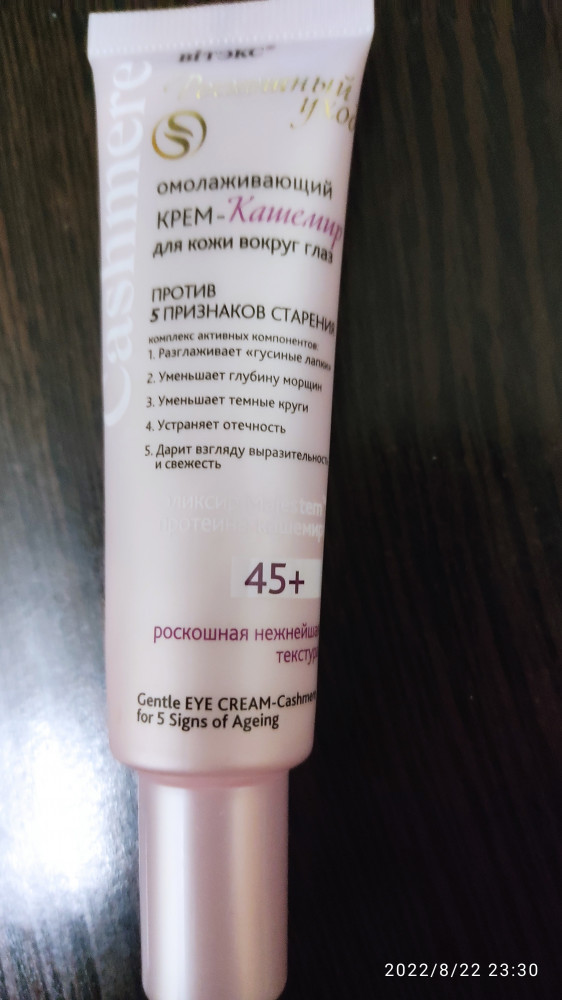 Cashmere
вiтэкс®
Роскошный
уход
S
омолаживающий
КРЕМ-Кашемир
для кожи вокруг глаз
ПРОТИВ
5 ПРИЗНАКОВ СТАРЕНИЯ
комплекс активных компонентов:
1. Разглаживает «гусиные лапки»
2. Уменьшает глубину морщин
3. Уменьшает темные круги
4. Устраняет отечность
5. Дарит взгляду выразительность
и свежесть
45+
роскошная нежнейшая
текстура
Gentle EYE CREAM-Cashmere
for 5 Signs of Ageing
2022/8/22 23:30